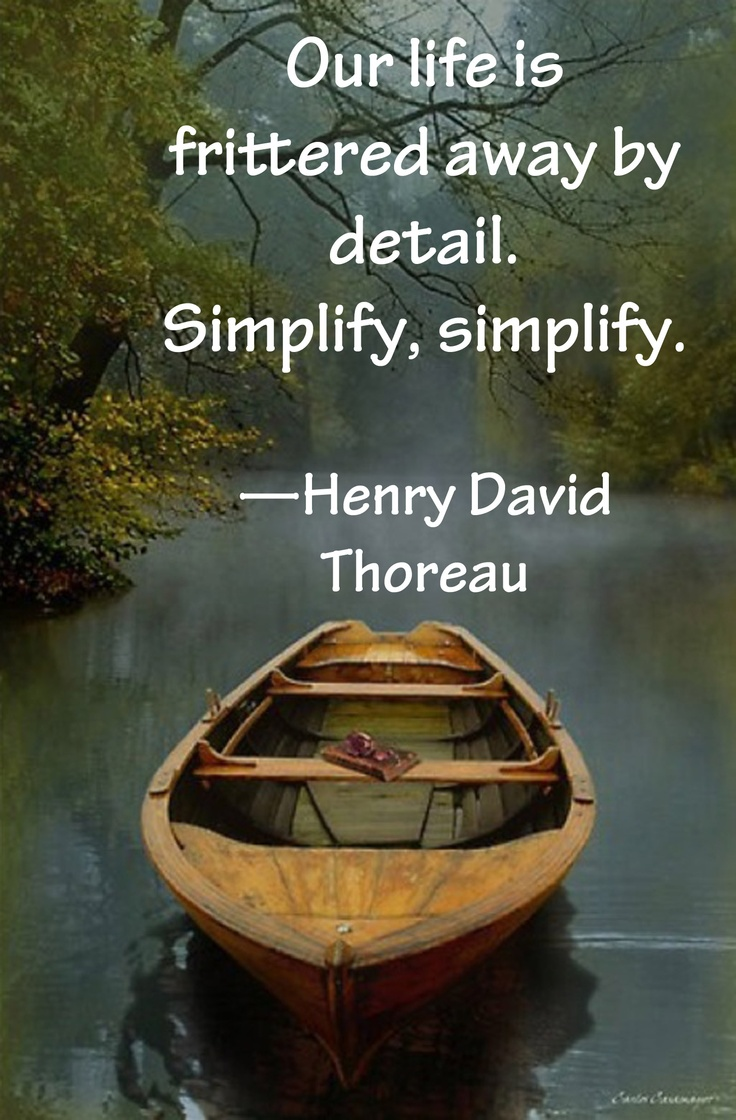 Our life is
frittered away by
detail.
Simplify, simplify.
—Henry David
Thoreau